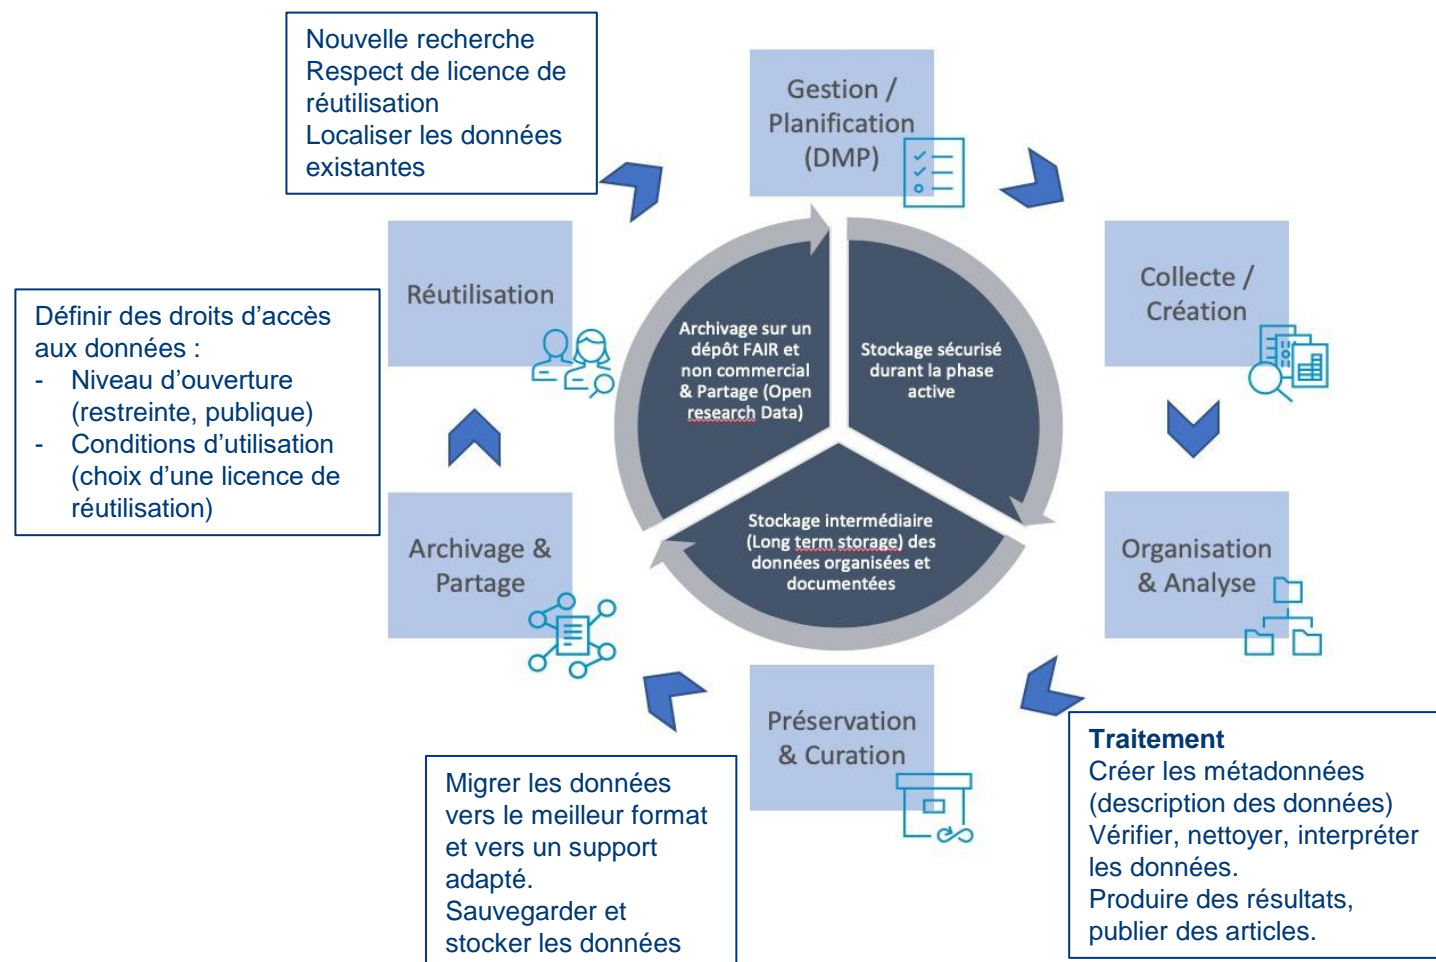 Nouvelle recherche
Respect de licence de
réutilisation
Localiser les données
existantes
Gestion /
Planification
(DMP)
Collecte /
Création
Réutilisation
Définir des droits d’accès
aux données :
- Niveau d’ouverture
(restreinte, publique)
- Conditions d’utilisation
(choix d’une licence de
réutilisation)
Archivage sur un
dépôt FAIR et
non commercial
& Partage (Open
research Data)
Stockage sécurisé
durant la phase
active
Stockage intermédiaire
(Long term storage) des
données organisées et
documentées
Archivage &
Partage
Organisation
& Analyse
Préservation
& Curation
Migrer les données
vers le meilleur format
et vers un support
adapté.
Sauvegarder et
stocker les données
Traitement
Créer les métadonnées
(description des données)
Vérifier, nettoyer, interpréter
les données.
Produire des résultats,
publier des articles.